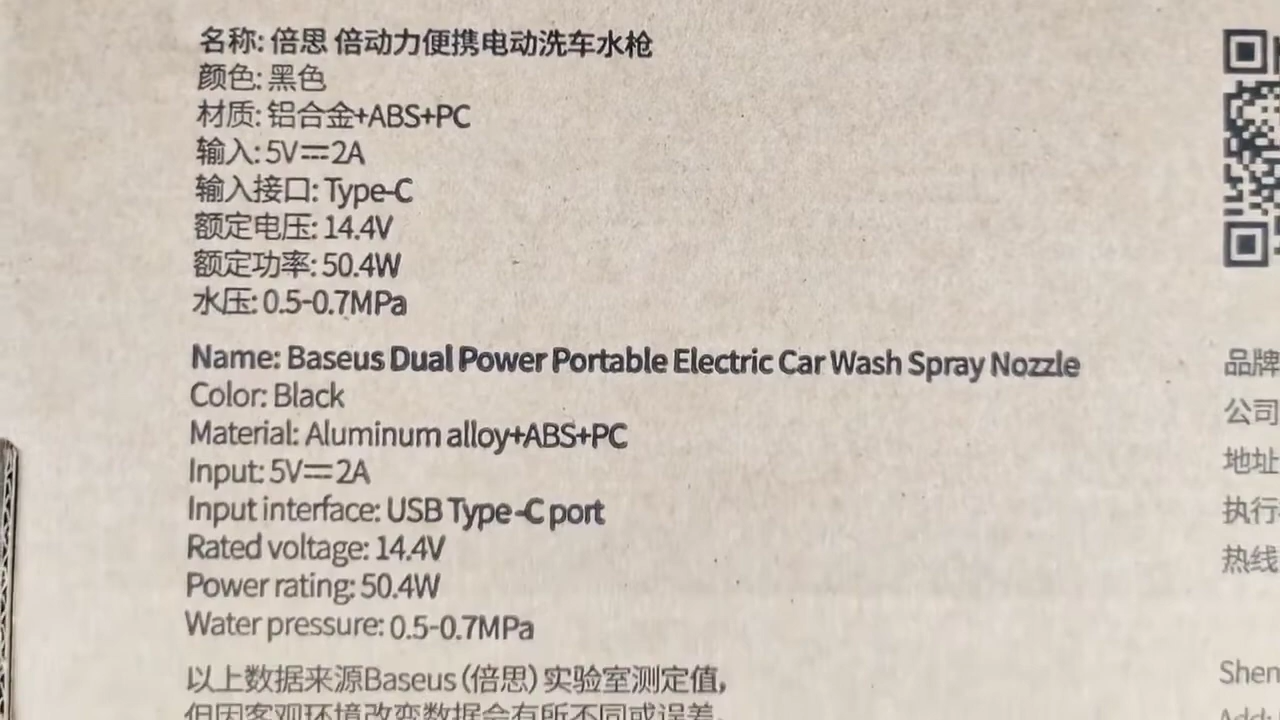 名称: 倍思 倍动力便携电动洗车水枪
颜色: 黑色
材质: 铝合金+ABS+PC
输入: 5V⎓2A
输入接口: Type-C
额定电压: 14.4V
额定功率: 50.4W
水压: 0.5-0.7MPa
Name: Baseus Dual Power Portable Electric Car Wash Spray Nozzle
Color: Black
Material: Aluminum alloy+ABS+PC
Input: 5V⎓2A
Input interface: USB Type-C port
Rated voltage: 14.4V
Power rating: 50.4W
Water pressure: 0.5-0.7MPa
以上数据来源Baseus(倍思)实验室测定值,
但因客观环境改变数据会有所不同或误差。
品牌
公司
地址
执行
热线
Shen